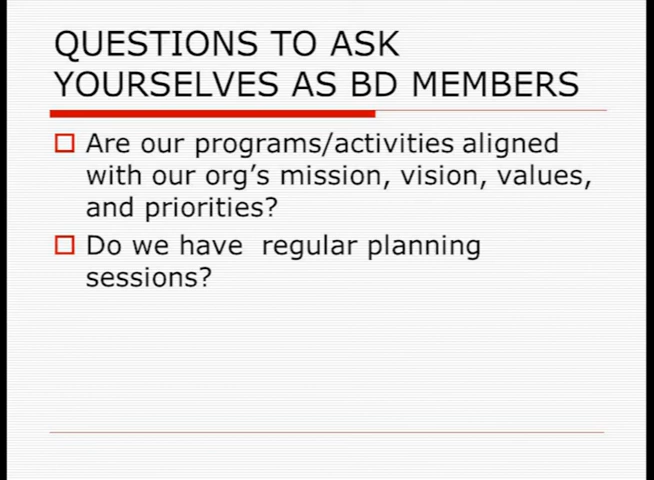 QUESTIONS TO ASK
YOURSELVES AS BD MEMBERS
Are our programs/activities aligned
with our org’s mission, vision, values,
and priorities?
Do we have  regular planning
sessions?